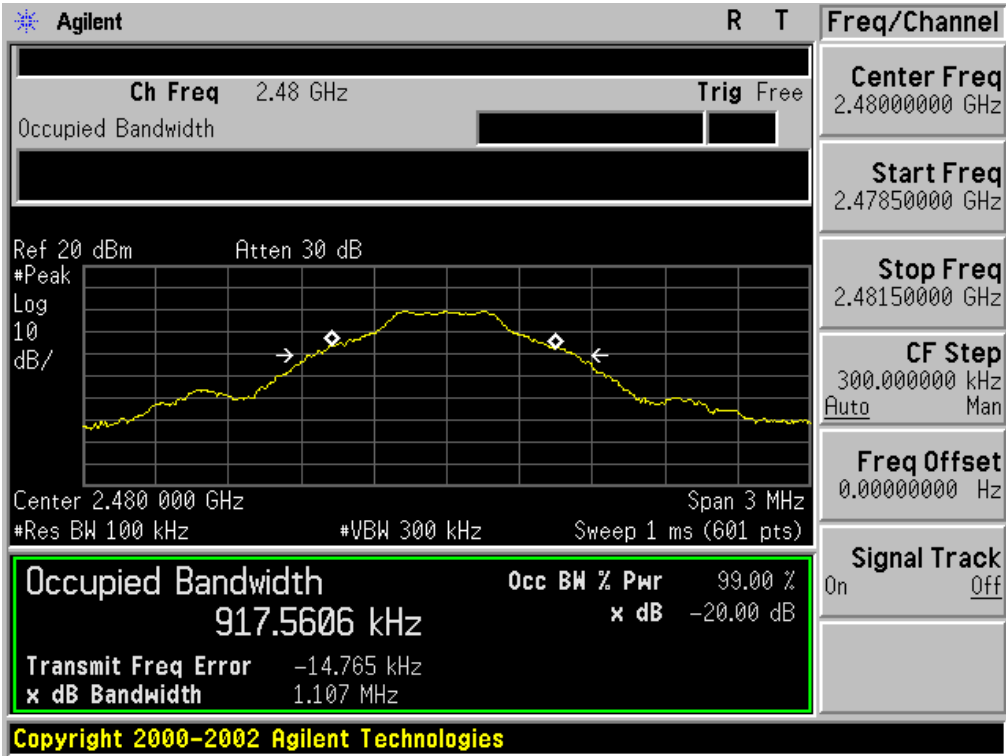 Agilent R T
Ch Freq 2.48 GHz Trig Free
Occupied Bandwidth
Ref 20 dBm Atten 30 dB
#Peak
Log
10
dB/
Center 2.480 000 GHz Span 3 MHz
#Res BW 100 kHz #VBW 300 kHz Sweep 1 ms (601 pts)
Occupied Bandwidth
917.5606 kHz
Occ BW % Pwr 99.00 %
x dB -20.00 dB
Transmit Freq Error -14.765 kHz
x dB Bandwidth 1.107 MHz
Copyright 2000-2002 Agilent Technologies
Freq/Channel
Center Freq
2.48000000 GHz
Start Freq
2.47850000 GHz
Stop Freq
2.48150000 GHz
CF Step
300.000000 kHz
Auto Man
Freq Offset
0.00000000 Hz
Signal Track
On Off